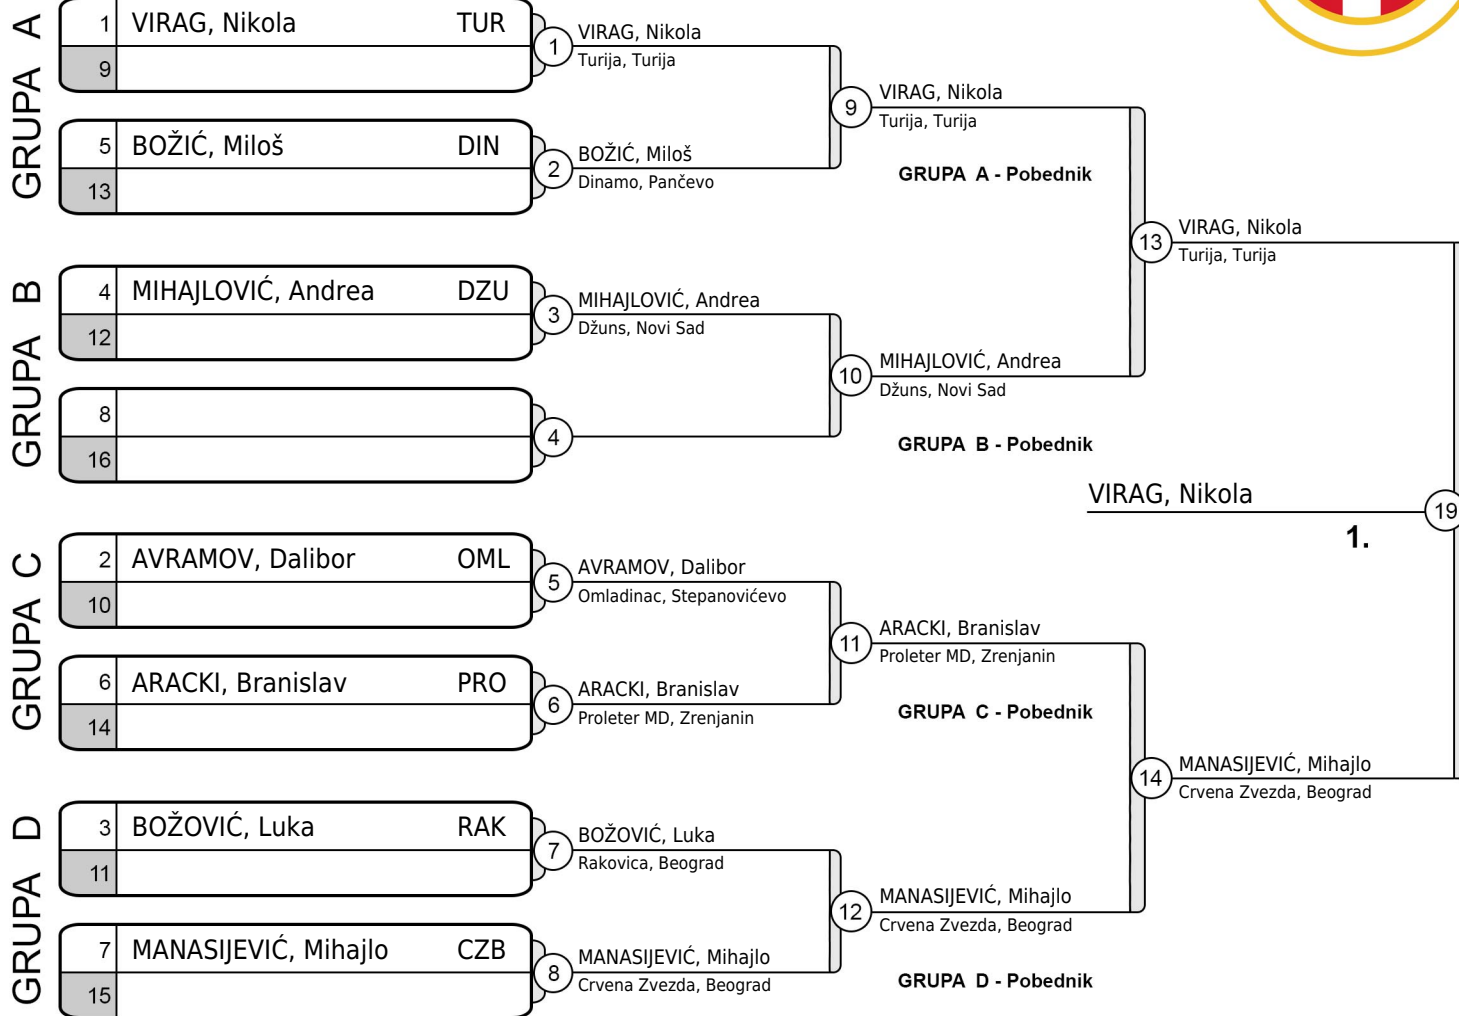 GRUPA A
1 VIRAG, Nikola TUR
9
5 BOŽIĆ, Miloš DIN
13
1
VIRAG, Nikola
Turija, Turija
2
BOŽIĆ, Miloš
Dinamo, Pančevo
9
VIRAG, Nikola
Turija, Turija
GRUPA A - Pobednik
GRUPA B
4 MIHAJLOVIĆ, Andrea DZU
12
8
16
3
MIHAJLOVIĆ, Andrea
Džuns, Novi Sad
4
10
MIHAJLOVIĆ, Andrea
Džuns, Novi Sad
GRUPA B - Pobednik
13
VIRAG, Nikola
Turija, Turija
VIRAG, Nikola
19
1.
GRUPA C
2 AVRAMOV, Dalibor OML
10
6 ARACKI, Branislav PRO
14
5
AVRAMOV, Dalibor
Omladinac, Stepanovićevo
6
ARACKI, Branislav
Proleter MD, Zrenjanin
11
ARACKI, Branislav
Proleter MD, Zrenjanin
GRUPA C - Pobednik
GRUPA D
3 BOŽOVIĆ, Luka RAK
11
7 MANASIJEVIĆ, Mihajlo CZB
15
7
BOŽOVIĆ, Luka
Rakovica, Beograd
8
MANASIJEVIĆ, Mihajlo
Crvena Zvezda, Beograd
12
MANASIJEVIĆ, Mihajlo
Crvena Zvezda, Beograd
GRUPA D - Pobednik
14
MANASIJEVIĆ, Mihajlo
Crvena Zvezda, Beograd